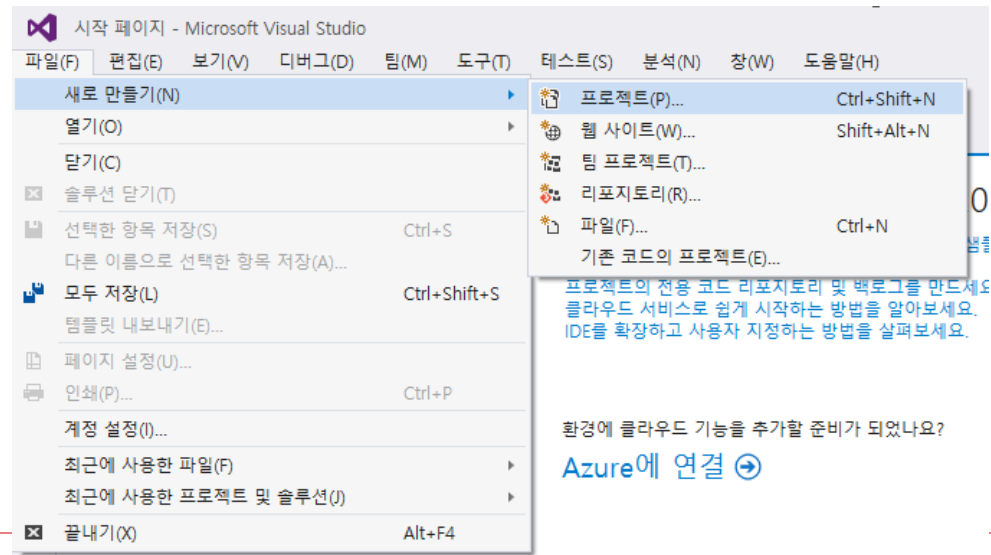 시작 페이지 - Microsoft Visual Studio
파일(F) 편집(E) 보기(V) 디버그(D) 팀(M) 도구(T) 테스트(S) 분석(N) 창(W) 도움말(H)
새로 만들기(N)
열기(O)
닫기(C)
솔루션 닫기(T)
선택한 항목 저장(S) Ctrl+S
다른 이름으로 선택한 항목 저장(A)...
모두 저장(L) Ctrl+Shift+S
템플릿 내보내기(E)...
페이지 설정(U)...
인쇄(P)... Ctrl+P
계정 설정(I)...
최근에 사용한 파일(F)
최근에 사용한 프로젝트 및 솔루션(J)
끝내기(X) Alt+F4
프로젝트(P)... Ctrl+Shift+N
웹 사이트(W)... Shift+Alt+N
팀 프로젝트(T)...
리포지토리(R)...
파일(F)... Ctrl+N
기존 코드의 프로젝트(E)...
프로젝트의 전용 코드 리포지토리 및 백로그를 만드세요
클라우드 서비스로 쉽게 시작하는 방법을 알아보세요.
IDE를 확장하고 사용자 지정하는 방법을 살펴보세요.
환경에 클라우드 기능을 추가할 준비가 되었나요?
Azure에 연결